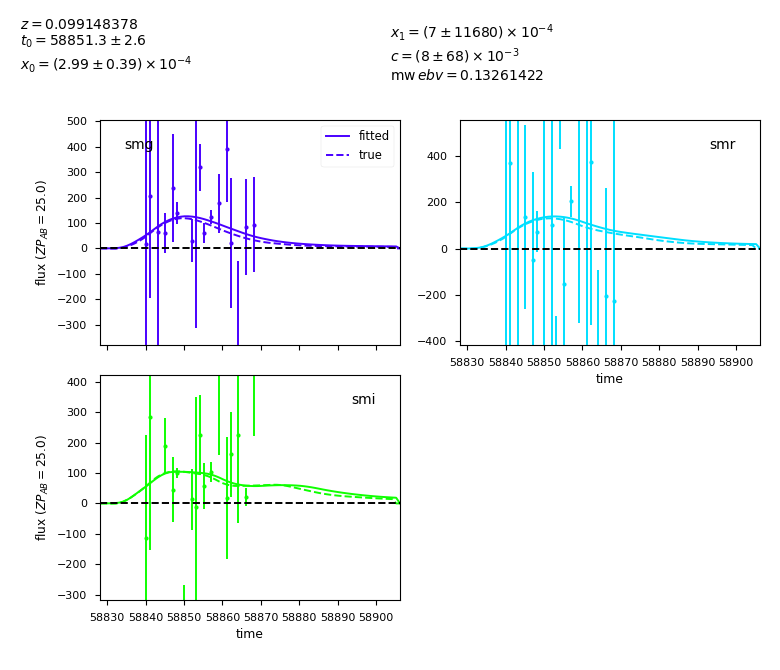 z = 0.099148378
t₀ = 58851.3 ± 2.6
x₀ = (2.99 ± 0.39) × 10⁻⁴
x₁ = (7 ± 11680) × 10⁻⁴
c = (8 ± 68) × 10⁻³
mw ebv = 0.13261422
500
400
300
200
100
0
−100
−200
−300
flux (ZP_AB = 25.0)
smg
fitted
true
400
200
0
−200
−400
smr
58830 58840 58850 58860 58870 58880 58890 58900
time
400
300
200
100
0
−100
−200
−300
flux (ZP_AB = 25.0)
smi
58830 58840 58850 58860 58870 58880 58890 58900
time